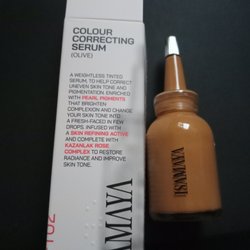 COLOUR
CORRECTING
SERUM
(OLIVE)
A WEIGHTLESS TINTED
SERUM, TO HELP CORRECT
UNEVEN SKIN TONE AND
PIGMENTATION. ENRICHED
WITH PEARL PIGMENTS
THAT BRIGHTEN
COMPLEXION AND CHANGE
YOUR SKIN TONE INTO
A FRESH-FACED IN FEW
DROPS. INFUSED WITH
A SKIN REFINING ACTIVE
AND COMPLETE WITH
KAZANLAK ROSE
COMPLEX TO RESTORE
RADIANCE AND IMPROVE
SKIN TONE.
ISAMAYA
ISAMAYA